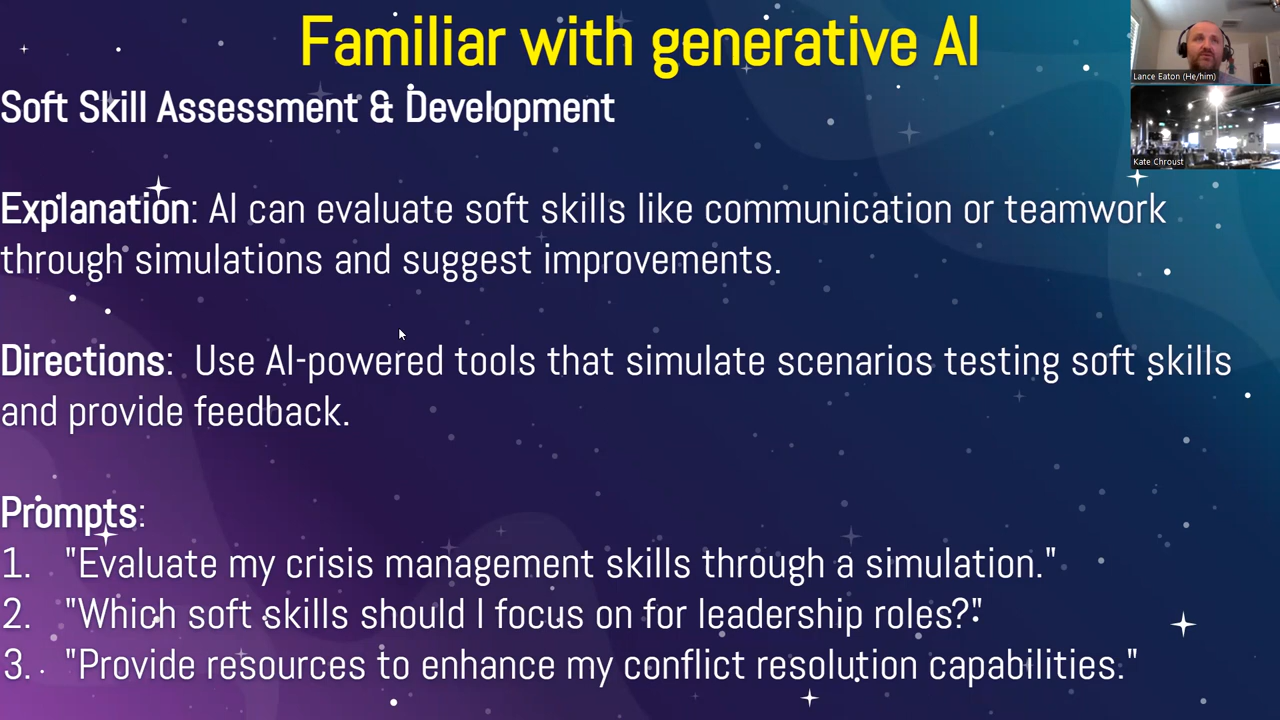 Familiar with generative AI
Lance Eaton (He/him)
Kate Chroust
Soft Skill Assessment & Development
Explanation: AI can evaluate soft skills like communication or teamwork
through simulations and suggest improvements.
Directions:  Use AI-powered tools that simulate scenarios testing soft skills
and provide feedback.
Prompts:
1. "Evaluate my crisis management skills through a simulation."
2. "Which soft skills should I focus on for leadership roles?"
3. "Provide resources to enhance my conflict resolution capabilities."